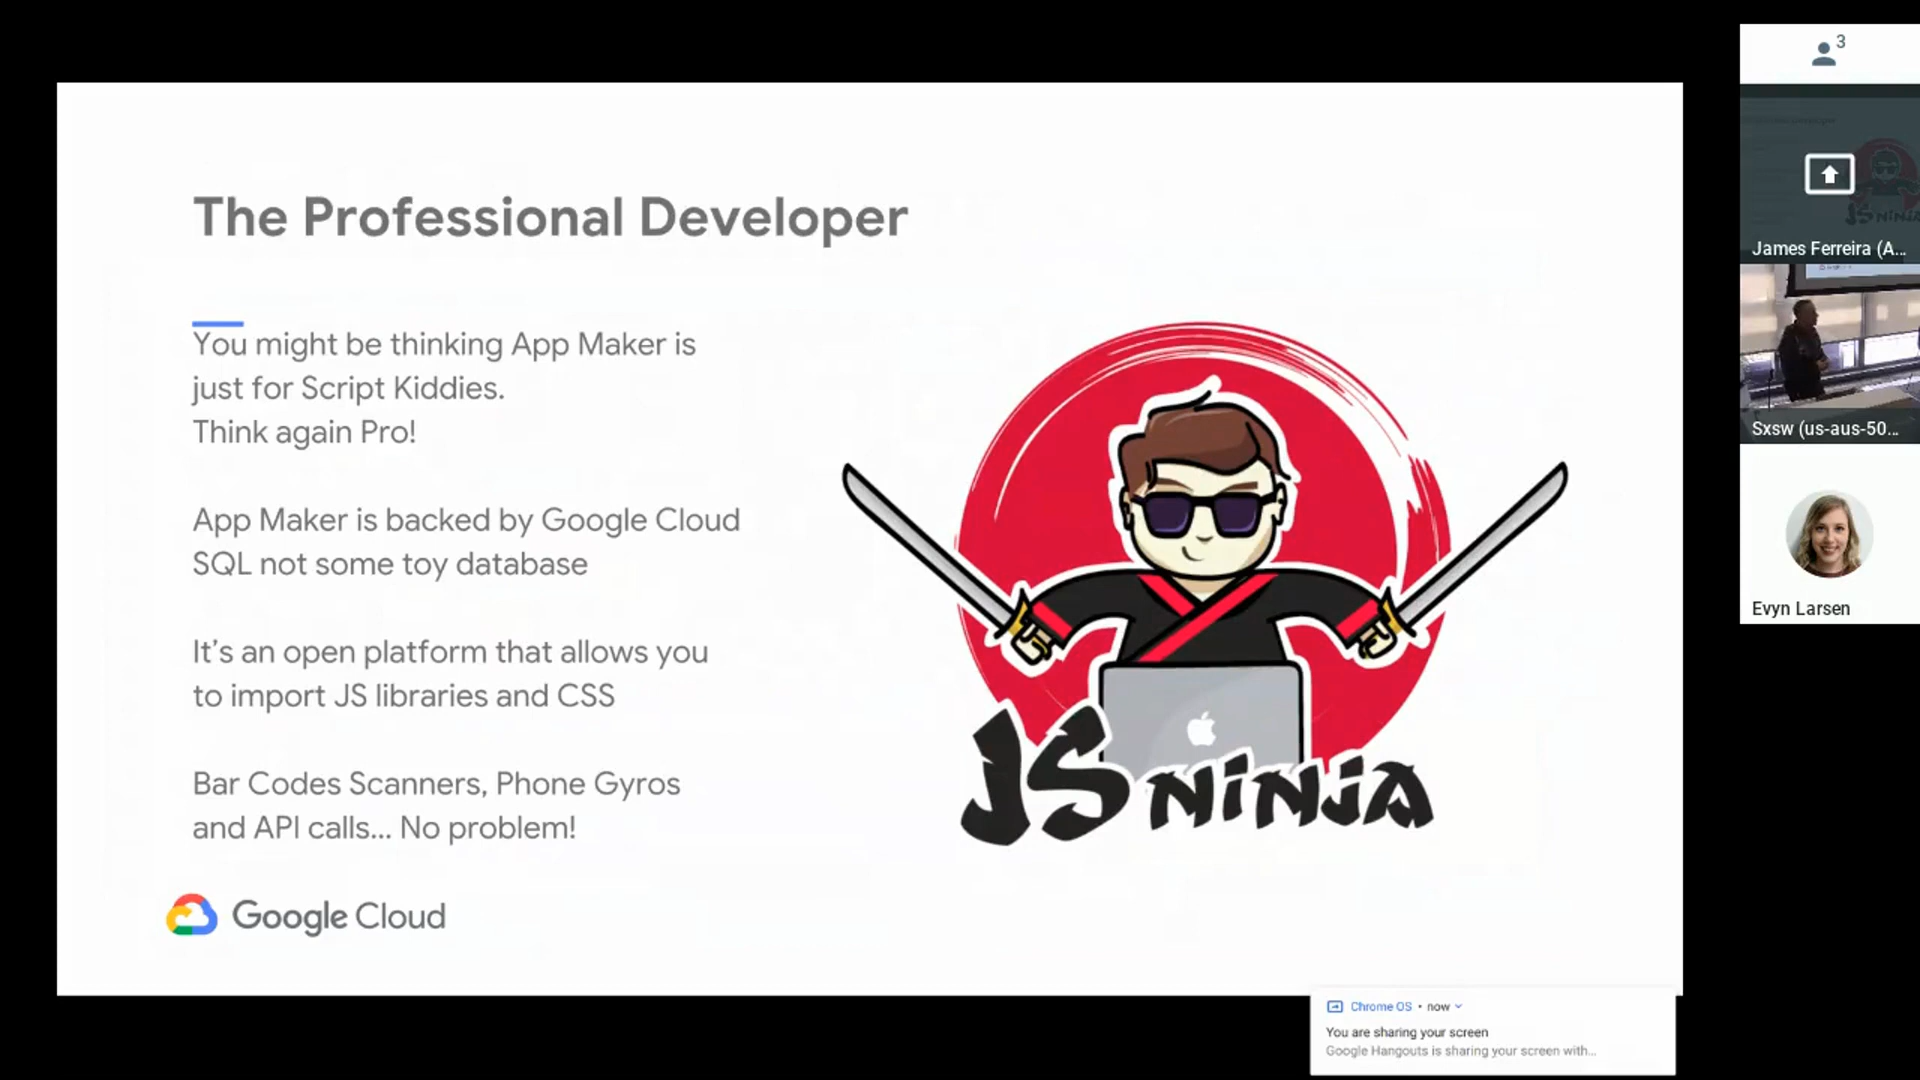 The Professional Developer
You might be thinking App Maker is
just for Script Kiddies.
Think again Pro!
App Maker is backed by Google Cloud
SQL not some toy database
It's an open platform that allows you
to import JS libraries and CSS
Bar Codes Scanners, Phone Gyros
and API calls... No problem!
Google Cloud
JS NINJA
3
James Ferreira (A...
Sxsw (us-aus-50...
Evyn Larsen
Chrome OS • now
You are sharing your screen
Google Hangouts is sharing your screen with...